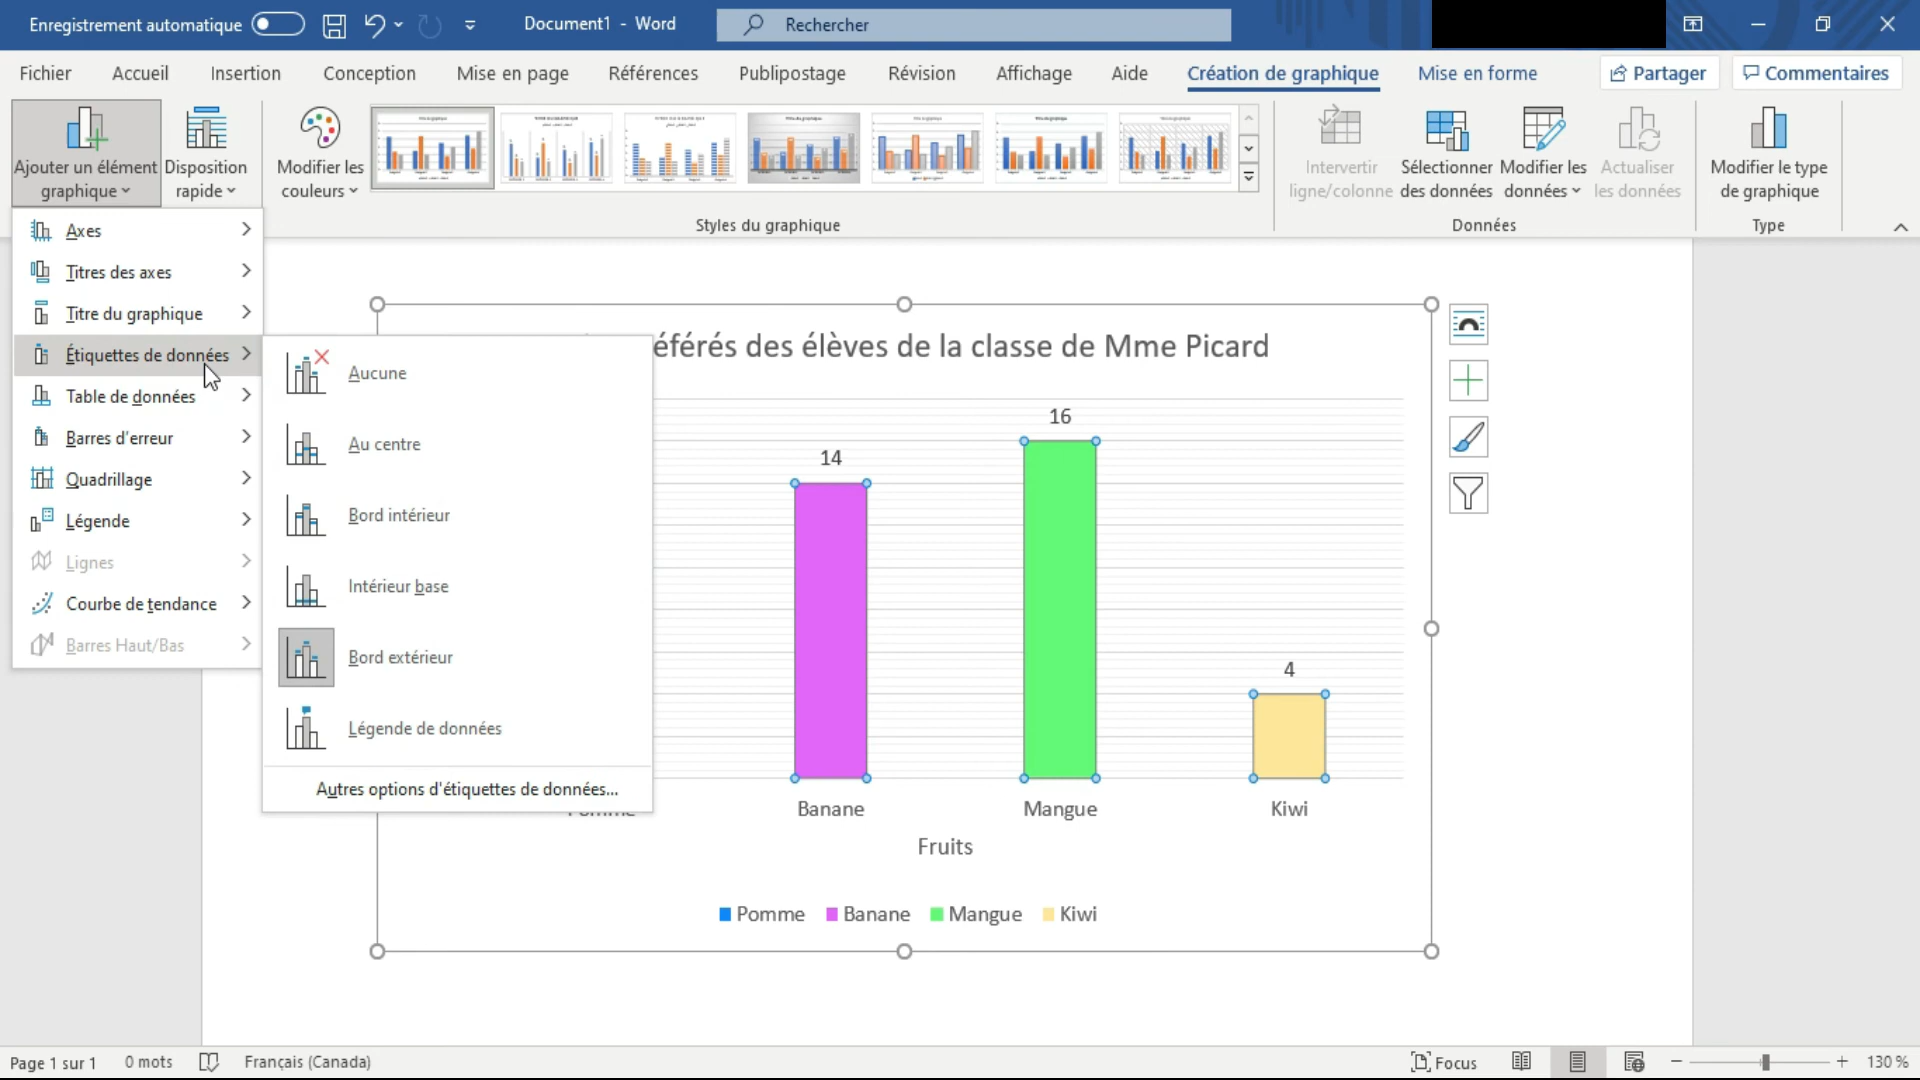 Enregistrement automatique
Document1 - Word
Rechercher
Fichier
Accueil
Insertion
Conception
Mise en page
Références
Publipostage
Révision
Affichage
Aide
Création de graphique
Mise en forme
Partager
Commentaires
Ajouter un élément
graphique
Disposition
rapide
Modifier les
couleurs
Styles du graphique
Intervertir
ligne/colonne
Sélectionner
des données
Modifier les
données
Actualiser
les données
Données
Modifier le type
de graphique
Type
Axes
Titres des axes
Titre du graphique
Étiquettes de données
Table de données
Barres d'erreur
Quadrillage
Légende
Lignes
Courbe de tendance
Barres Haut/Bas
Aucune
Au centre
Bord intérieur
Intérieur base
Bord extérieur
Légende de données
Autres options d'étiquettes de données...
éférés des élèves de la classe de Mme Picard
14
16
4
Pomme
Banane
Mangue
Kiwi
Fruits
Pomme Banane Mangue Kiwi
Page 1 sur 1
0 mots
Français (Canada)
Focus
130 %